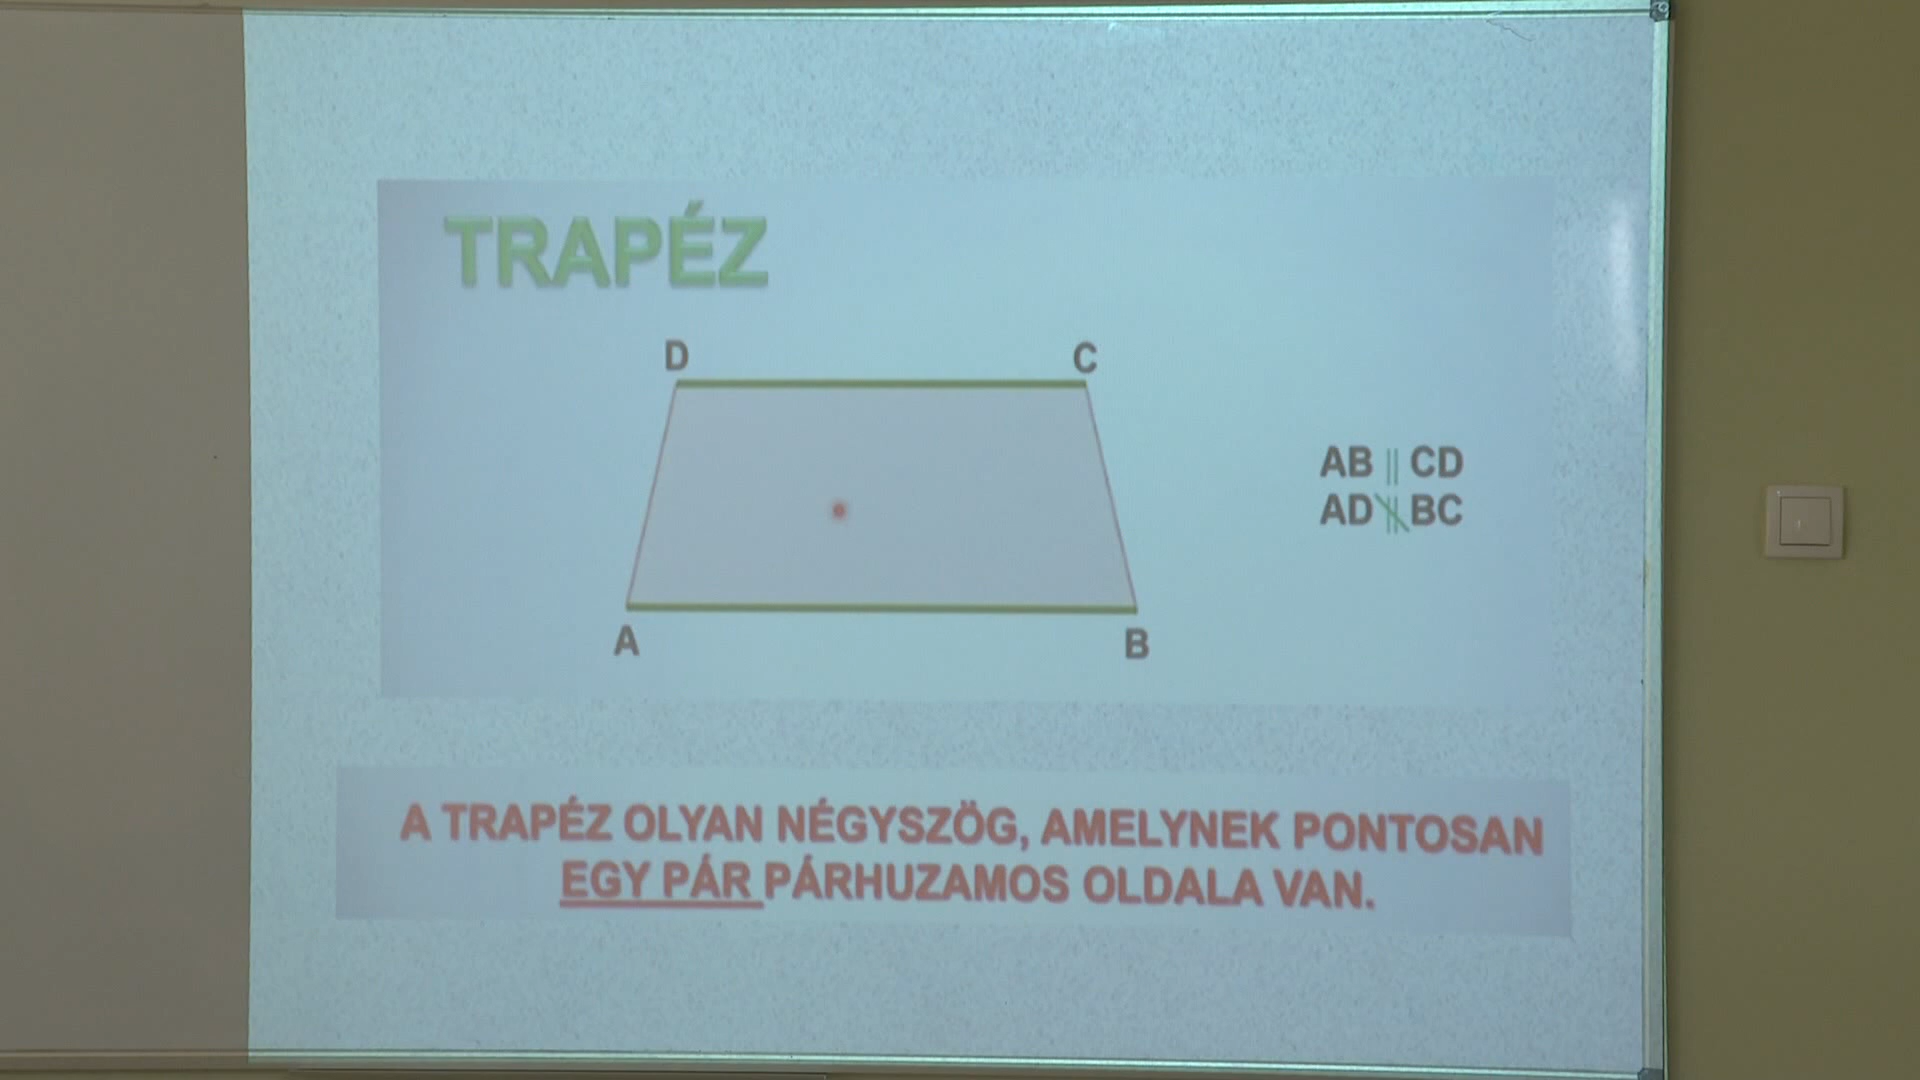 TRAPÉZ
D
C
AB || CD
AD ∦ BC
A
B
A TRAPÉZ OLYAN NÉGYSZÖG, AMELYNEK PONTOSAN
EGY PÁR PÁRHUZAMOS OLDALA VAN.